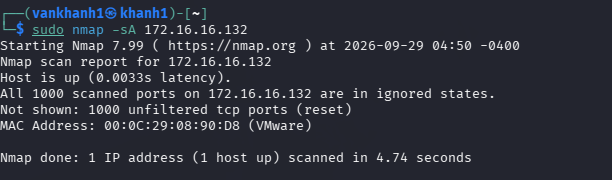 ┌──(vankhanh1㉿khanh1)-[~]
└─$ sudo nmap -sA 172.16.16.132
Starting Nmap 7.99 ( https://nmap.org ) at 2026-09-29 04:50 -0400
Nmap scan report for 172.16.16.132
Host is up (0.0033s latency).
All 1000 scanned ports on 172.16.16.132 are in ignored states.
Not shown: 1000 unfiltered tcp ports (reset)
MAC Address: 00:0C:29:08:90:D8 (VMware)
Nmap done: 1 IP address (1 host up) scanned in 4.74 seconds